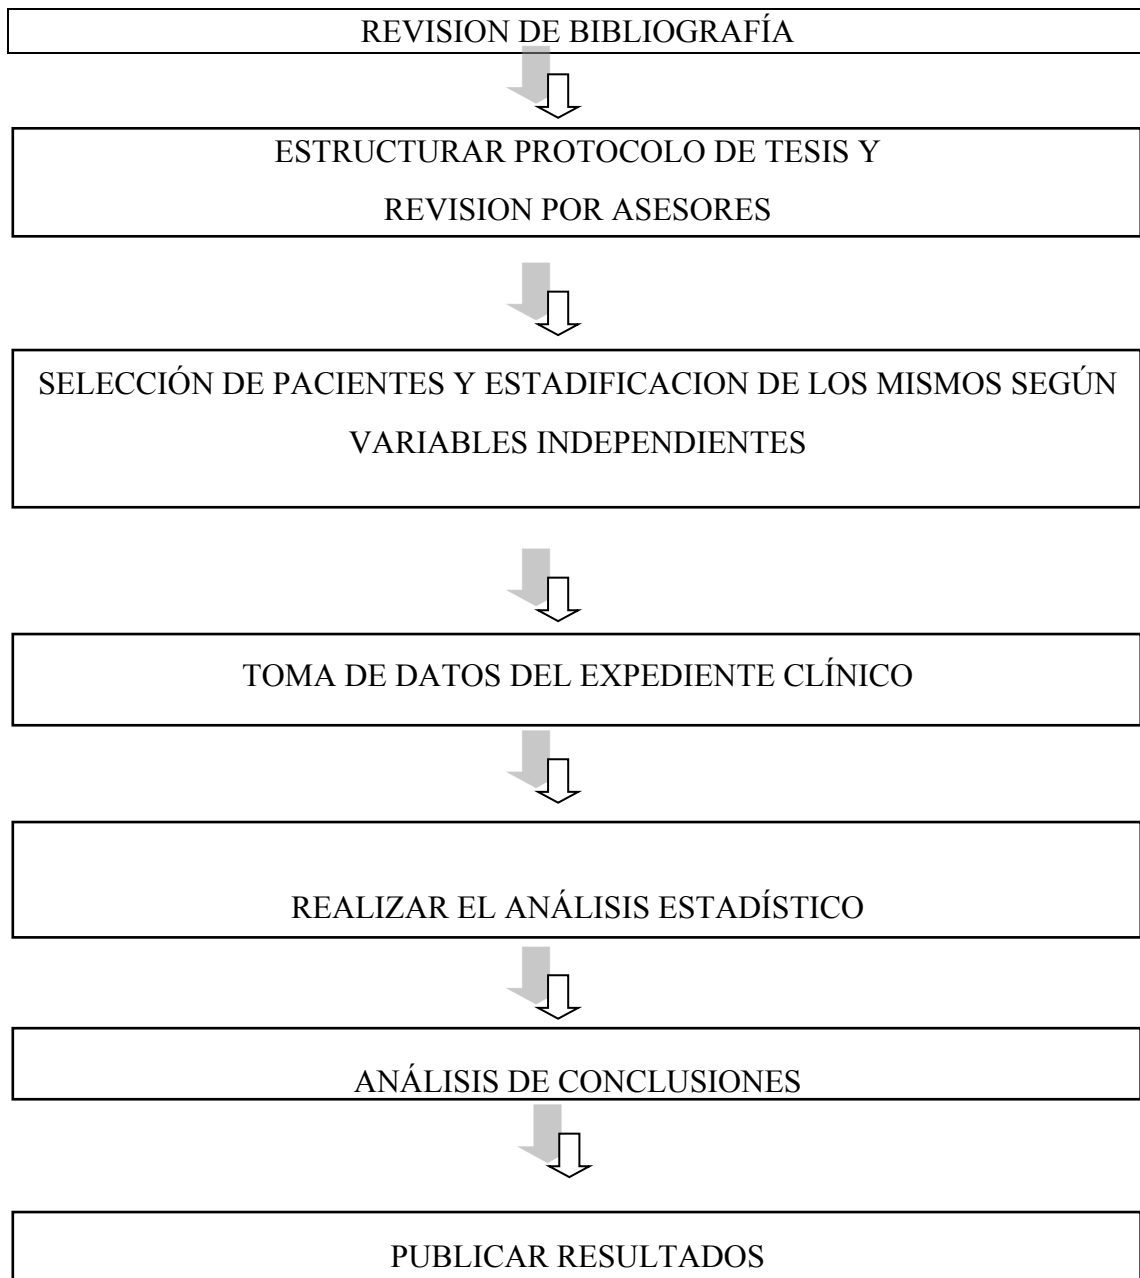 REVISION DE BIBLIOGRAFÍA
ESTRUCTURAR PROTOCOLO DE TESIS Y
REVISION POR ASESORES
SELECCIÓN DE PACIENTES Y ESTADIFICACION DE LOS MISMOS SEGÚN
VARIABLES INDEPENDIENTES
TOMA DE DATOS DEL EXPEDIENTE CLÍNICO
REALIZAR EL ANÁLISIS ESTADÍSTICO
ANÁLISIS DE CONCLUSIONES
PUBLICAR RESULTADOS